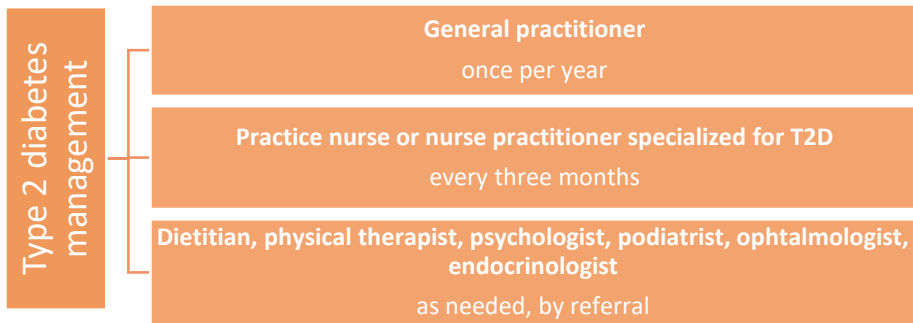 Type 2 diabetes
management
General practitioner
once per year
Practice nurse or nurse practitioner specialized for T2D
every three months
Dietitian, physical therapist, psychologist, podiatrist, ophtalmologist,
endocrinologist
as needed, by referral